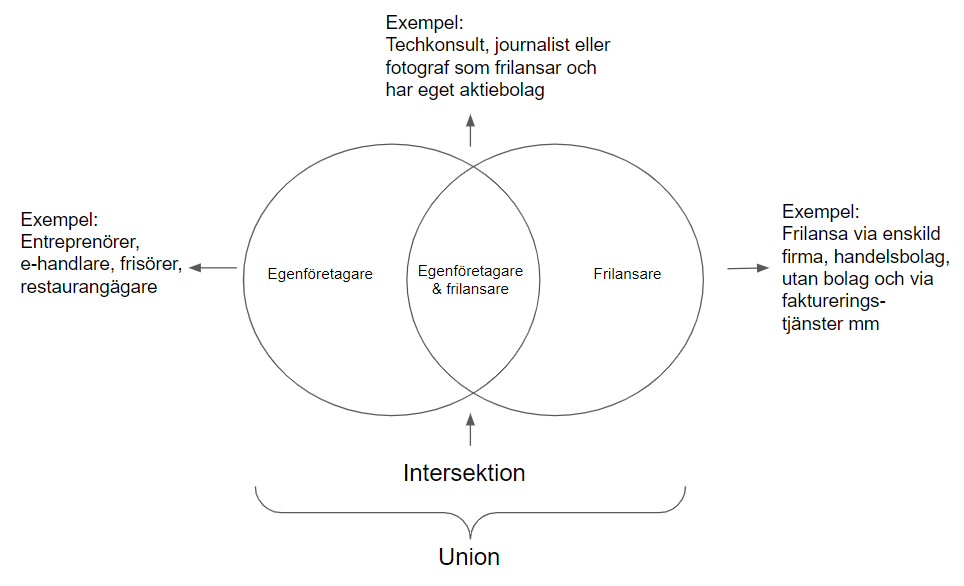 Exempel:
Techkonsult, journalist eller
fotograf som frilansar och
har eget aktiebolag
Exempel:
Entreprenörer,
e-handlare, frisörer,
restaurangägare
Egenföretagare
Egenföretagare
& frilansare
Frilansare
Exempel:
Frilansa via enskild
firma, handelsbolag,
utan bolag och via
fakturerings-
tjänster mm
Intersektion
Union